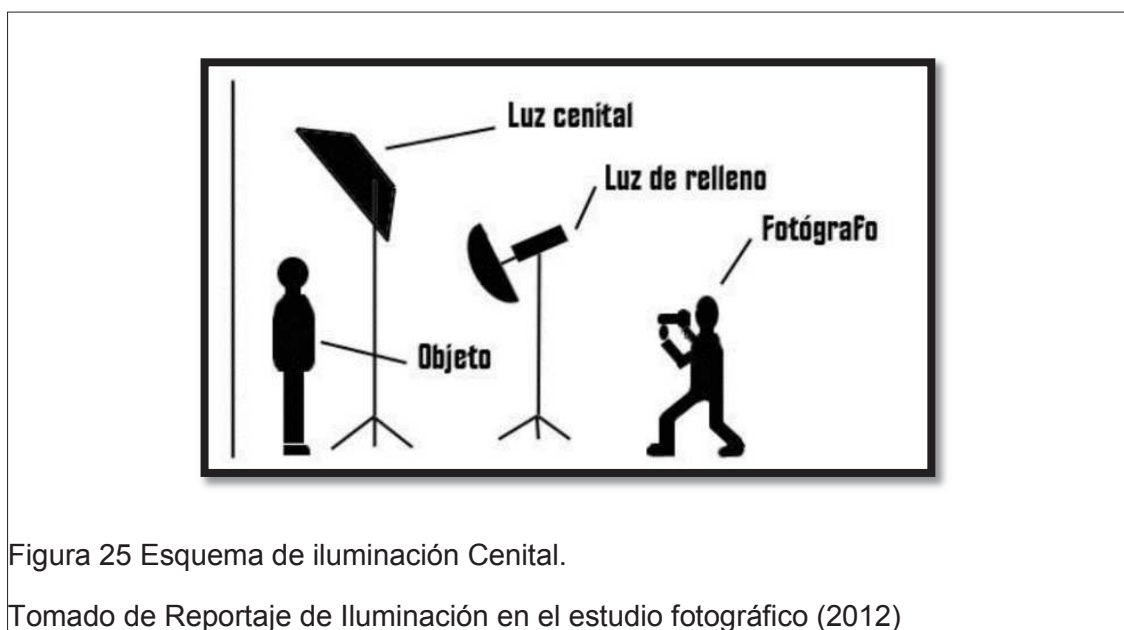 Luz cenital
Luz de relleno
Fotógrafo
Objeto
Figura 25 Esquema de iluminación Cenital.
Tomado de Reportaje de Iluminación en el estudio fotográfico (2012)